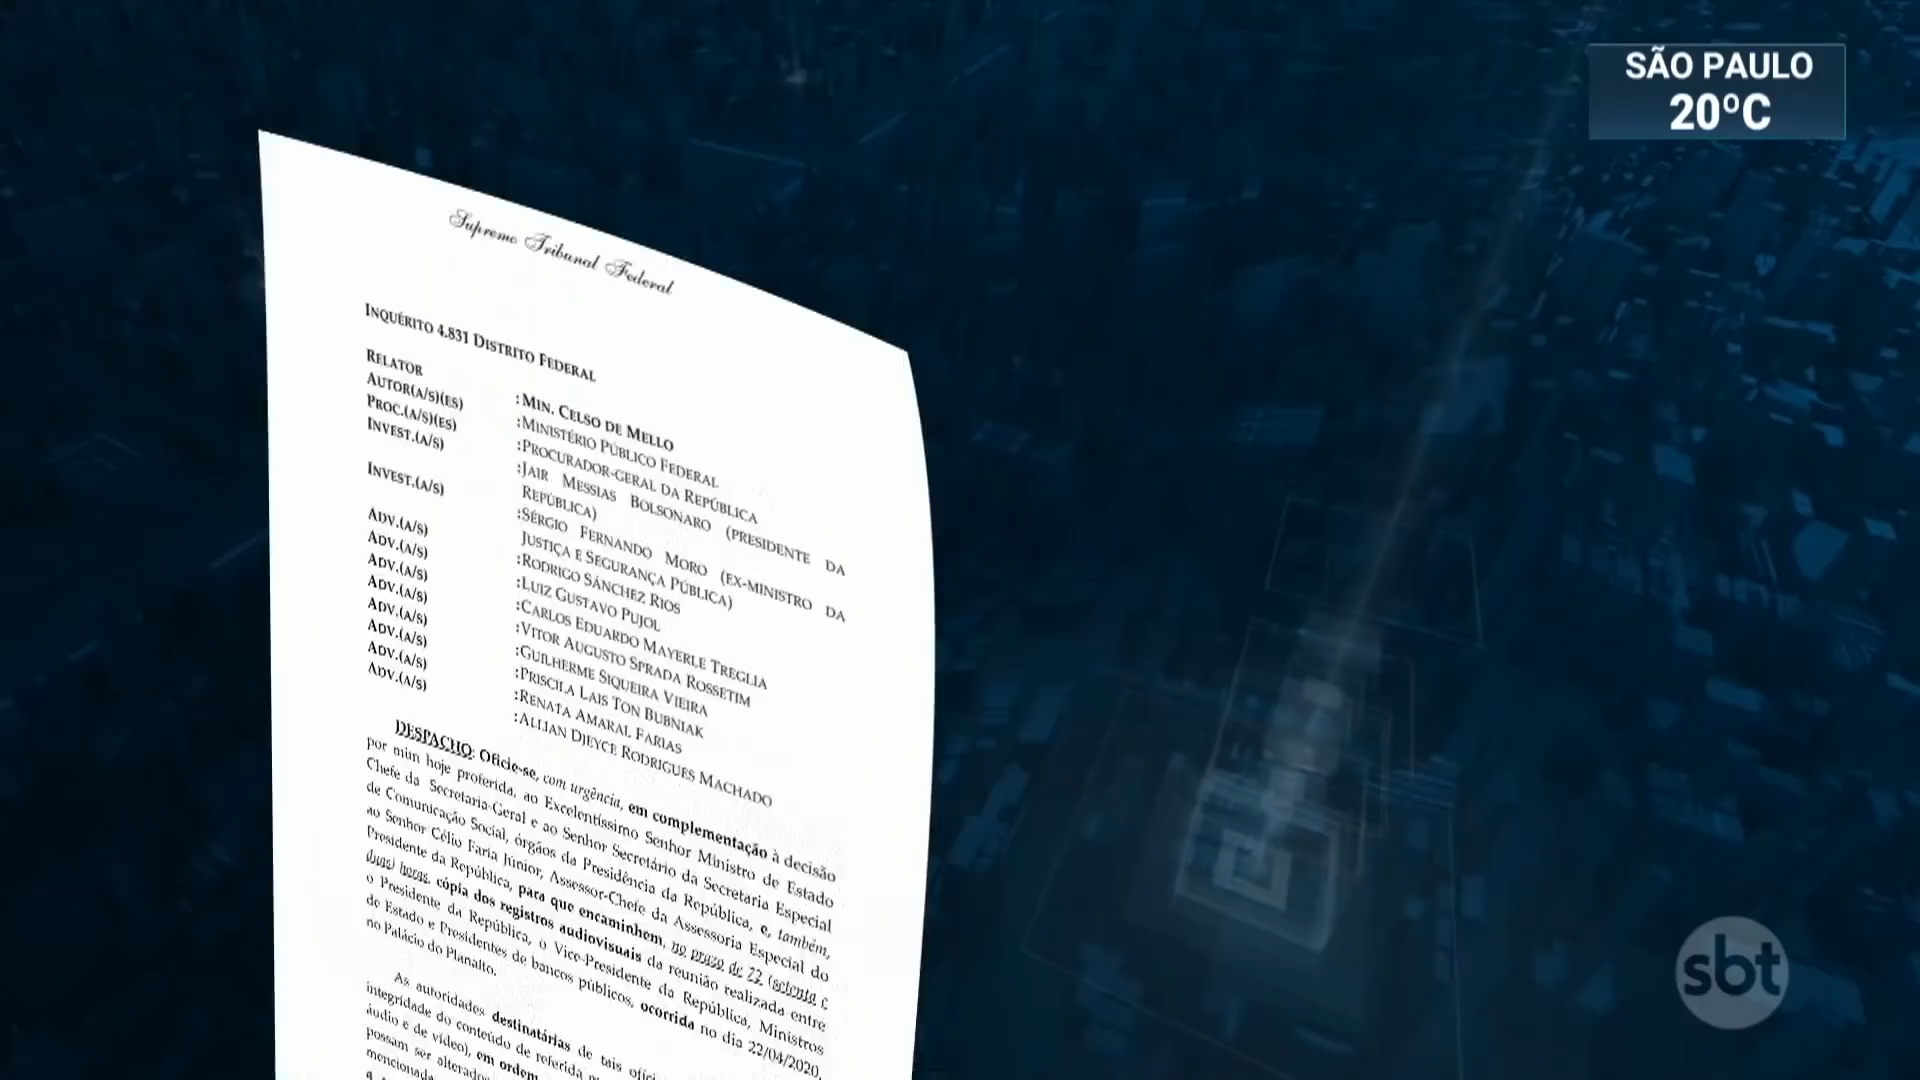 SÃO PAULO
20ºC
Supremo Tribunal Federal
INQUÉRITO 4.831 DISTRITO FEDERAL
RELATOR :MIN. CELSO DE MELLO
AUTOR(A/S)(ES) :MINISTÉRIO PÚBLICO FEDERAL
PROC.(A/S)(ES) :PROCURADOR-GERAL DA REPÚBLICA
INVEST.(A/S) :JAIR MESSIAS BOLSONARO (PRESIDENTE DA
REPÚBLICA)
INVEST.(A/S) :SÉRGIO FERNANDO MORO (EX-MINISTRO DA
JUSTIÇA E SEGURANÇA PÚBLICA)
ADV.(A/S) :RODRIGO SÁNCHEZ RIOS
ADV.(A/S) :LUIZ GUSTAVO PUJOL
ADV.(A/S) :CARLOS EDUARDO MAYERLE TREGLIA
ADV.(A/S) :VITOR AUGUSTO SPRADA ROSSETIM
ADV.(A/S) :GUILHERME SIQUEIRA VIEIRA
ADV.(A/S) :PRISCILA LAIS TON BUBNIAK
ADV.(A/S) :RENATA AMARAL FARIAS
ADV.(A/S) :ALLIAN DJEYCE RODRIGUES MACHADO
DESPACHO: Oficie-se, com urgência, em complementação à decisão
por mim hoje proferida, ao Excelentíssimo Senhor Ministro de Estado
Chefe da Secretaria-Geral e ao Senhor Secretário da Secretaria Especial
de Comunicação Social, órgãos da Presidência da República, e, também,
ao Senhor Célio Faria Júnior, Assessor-Chefe da Assessoria Especial do
Presidente da República, para que encaminhem, no prazo de 72 (setenta e
duas) horas, cópia dos registros audiovisuais da reunião realizada entre
o Presidente da República, o Vice-Presidente da República, Ministros
de Estado e Presidentes de bancos públicos, ocorrida no dia 22/04/2020,
no Palácio do Planalto.
As autoridades destinatárias de tais
integridade do conteúdo de referida
áudio e de vídeo), em ordem
possam ser
sbt